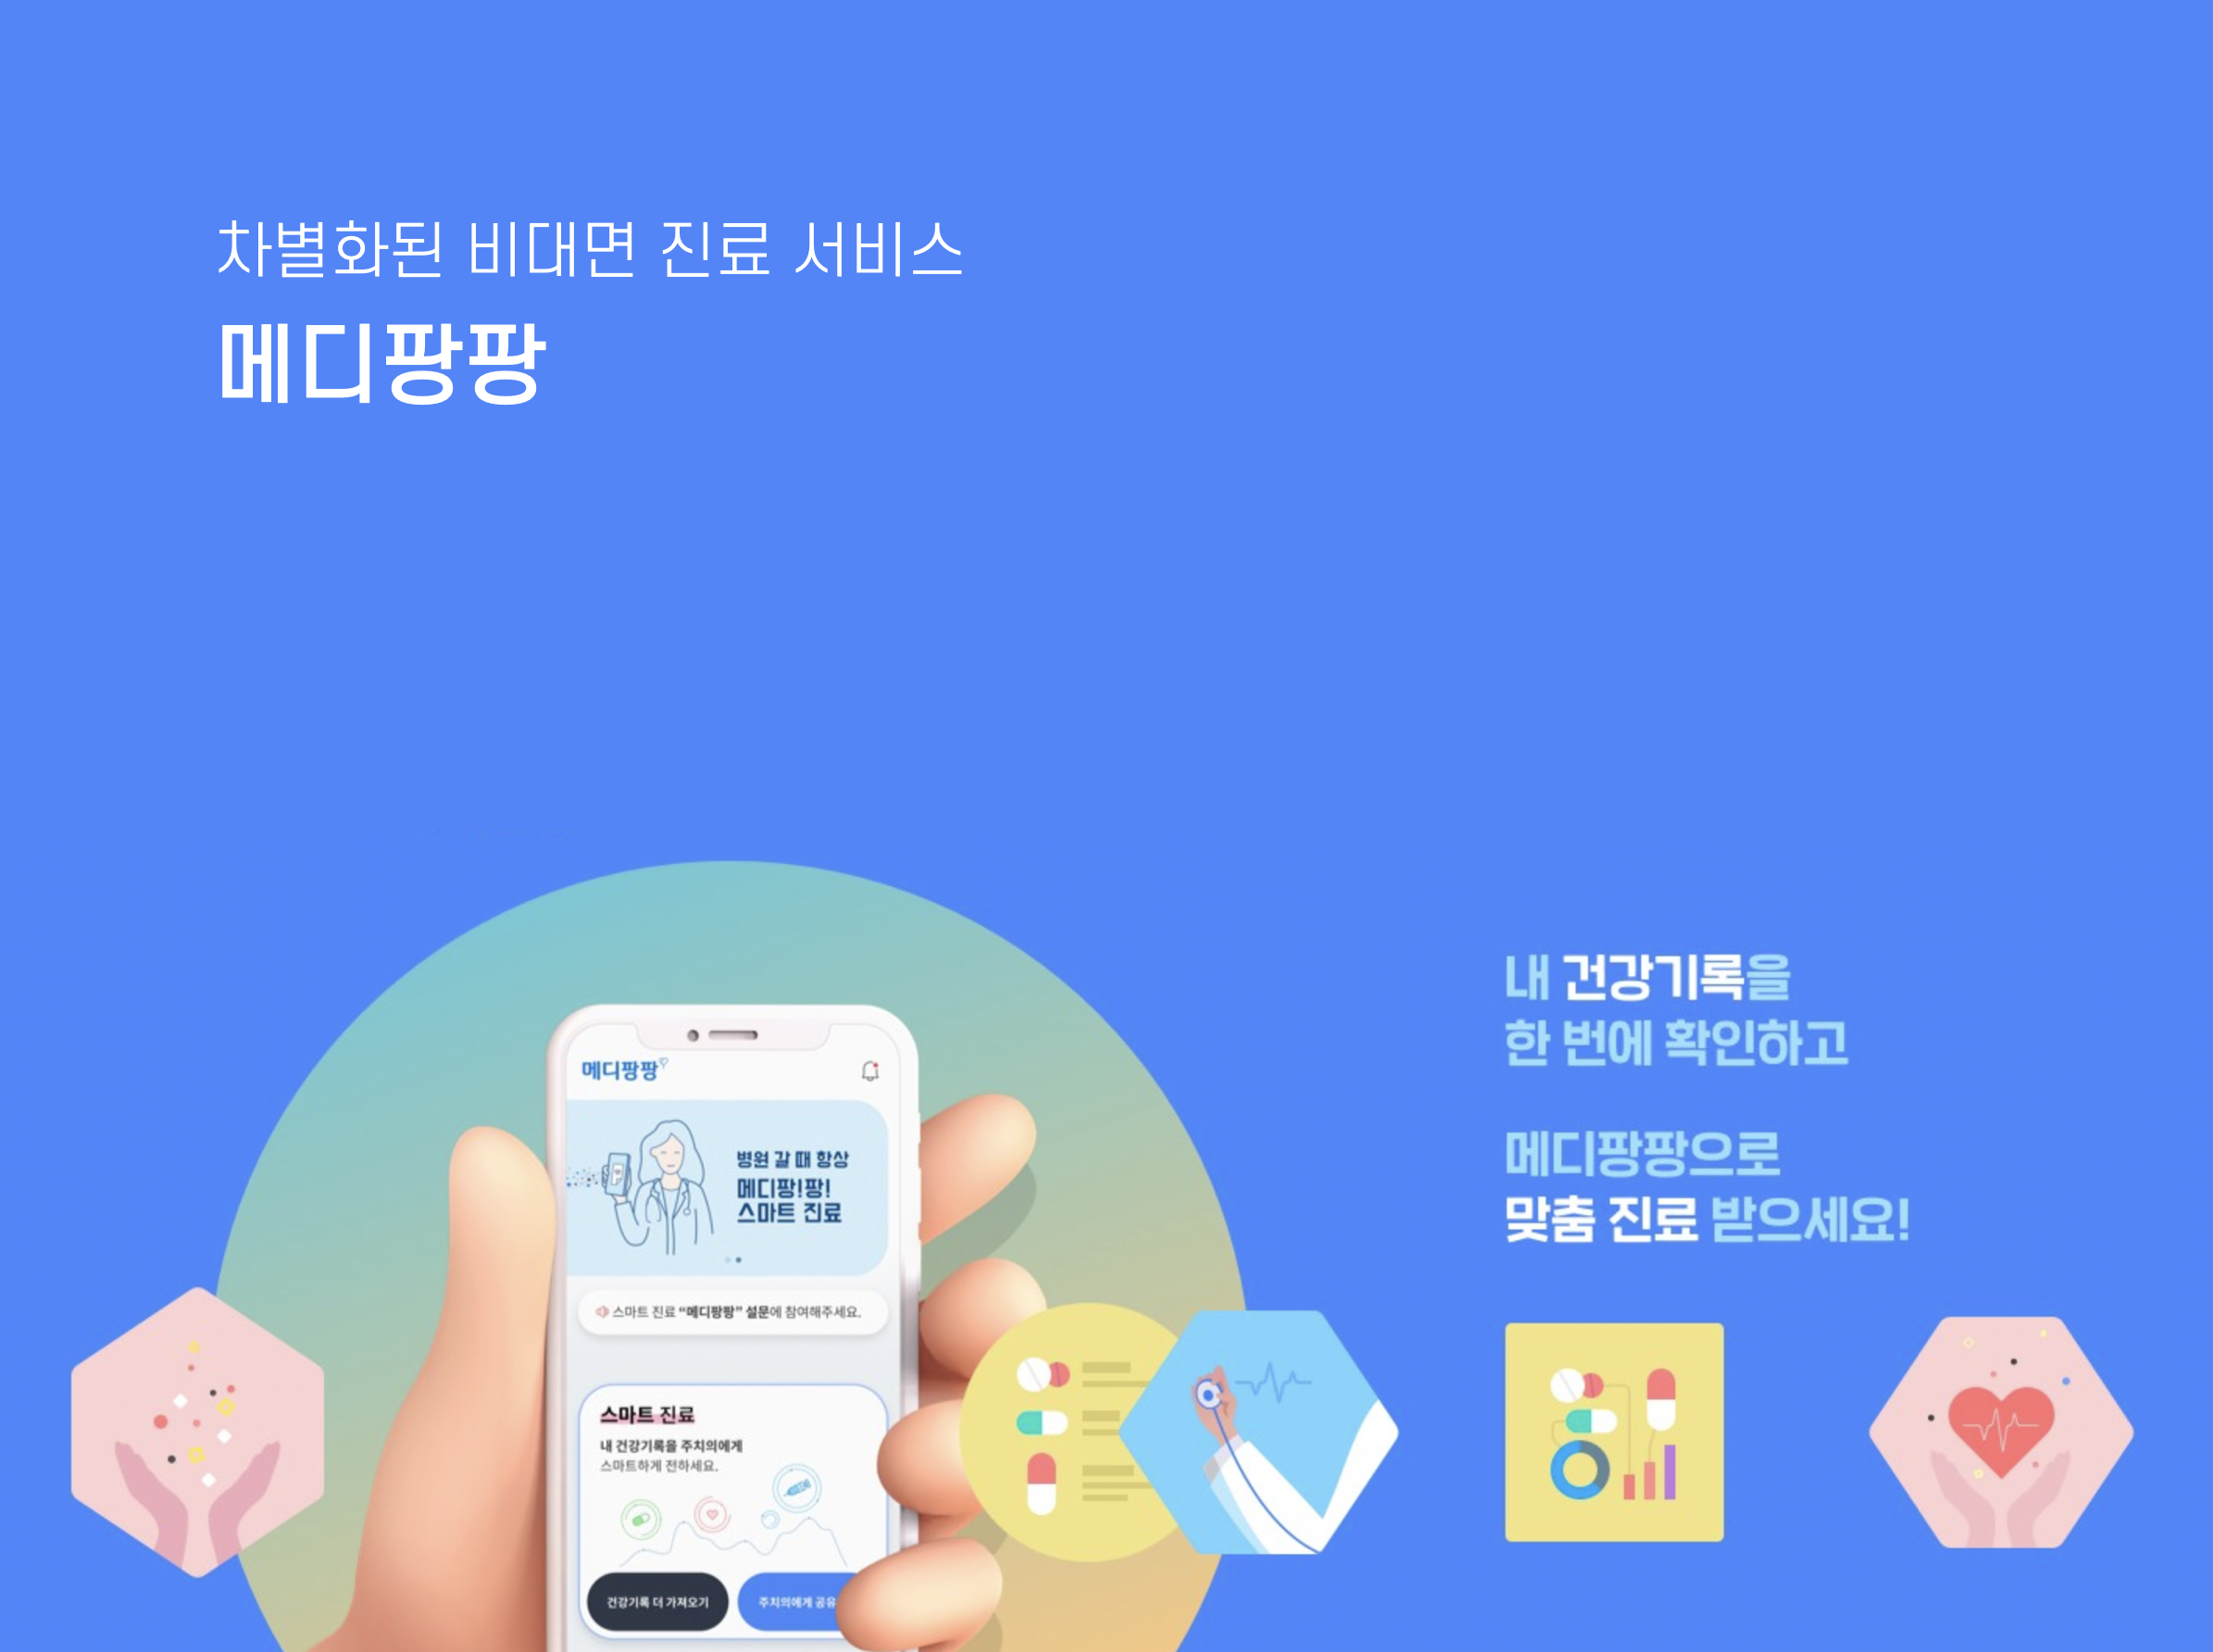 차별화된 비대면 진료 서비스
메디팡팡
메디팡팡
병원 갈 때 항상
메디팡!팡!
스마트 진료
스마트 진료 “메디팡팡” 설문에 참여해주세요.
스마트 진료
내 건강기록을 주치의에게
스마트하게 전하세요.
건강기록 더 가져오기
주치의에게 공유
내 건강기록을
한 번에 확인하고
메디팡팡으로
맞춤 진료 받으세요!